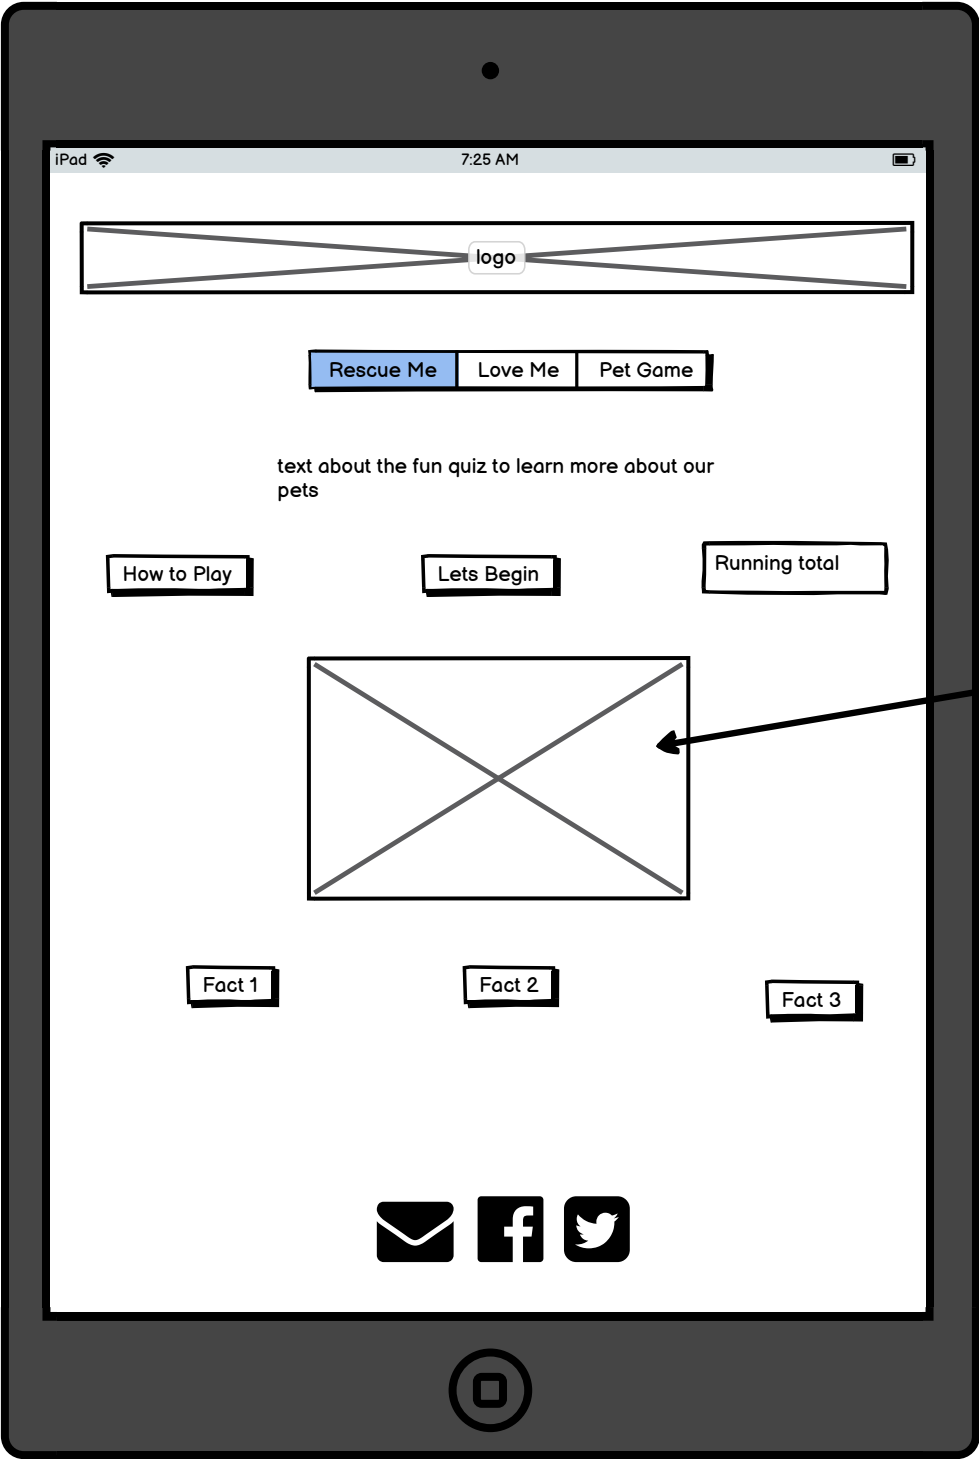 iPad
7:25 AM
logo
Rescue Me
Love Me
Pet Game
text about the fun quiz to learn more about our
pets
How to Play
Lets Begin
Running total
Fact 1
Fact 2
Fact 3